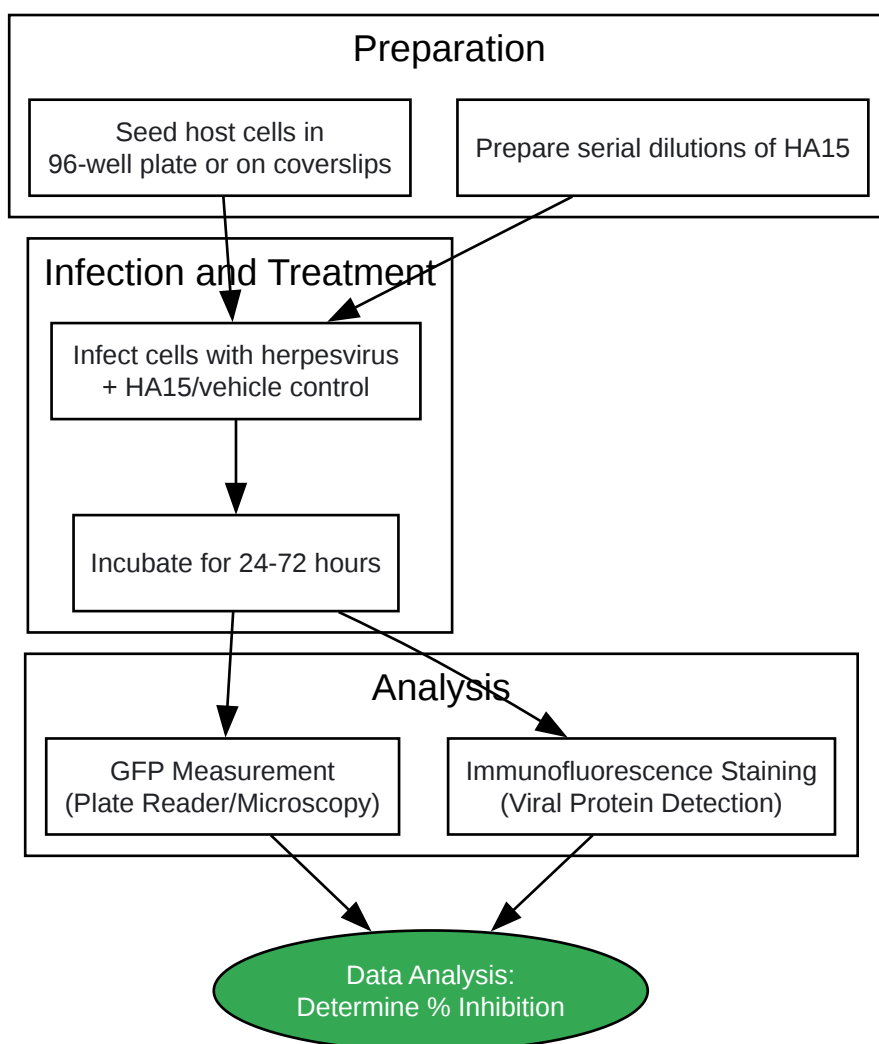 Preparation
Seed host cells in
96-well plate or on coverslips
Prepare serial dilutions of HA15
Infection and Treatment
Infect cells with herpesvirus
+ HA15/vehicle control
Incubate for 24-72 hours
Analysis
GFP Measurement
(Plate Reader/Microscopy)
Immunofluorescence Staining
(Viral Protein Detection)
Data Analysis:
Determine % Inhibition